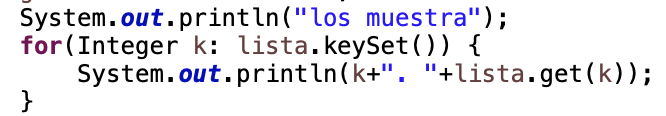 System.out.println("los muestra");
for(Integer k: lista.keySet()) {
    System.out.println(k+". "+lista.get(k));
}